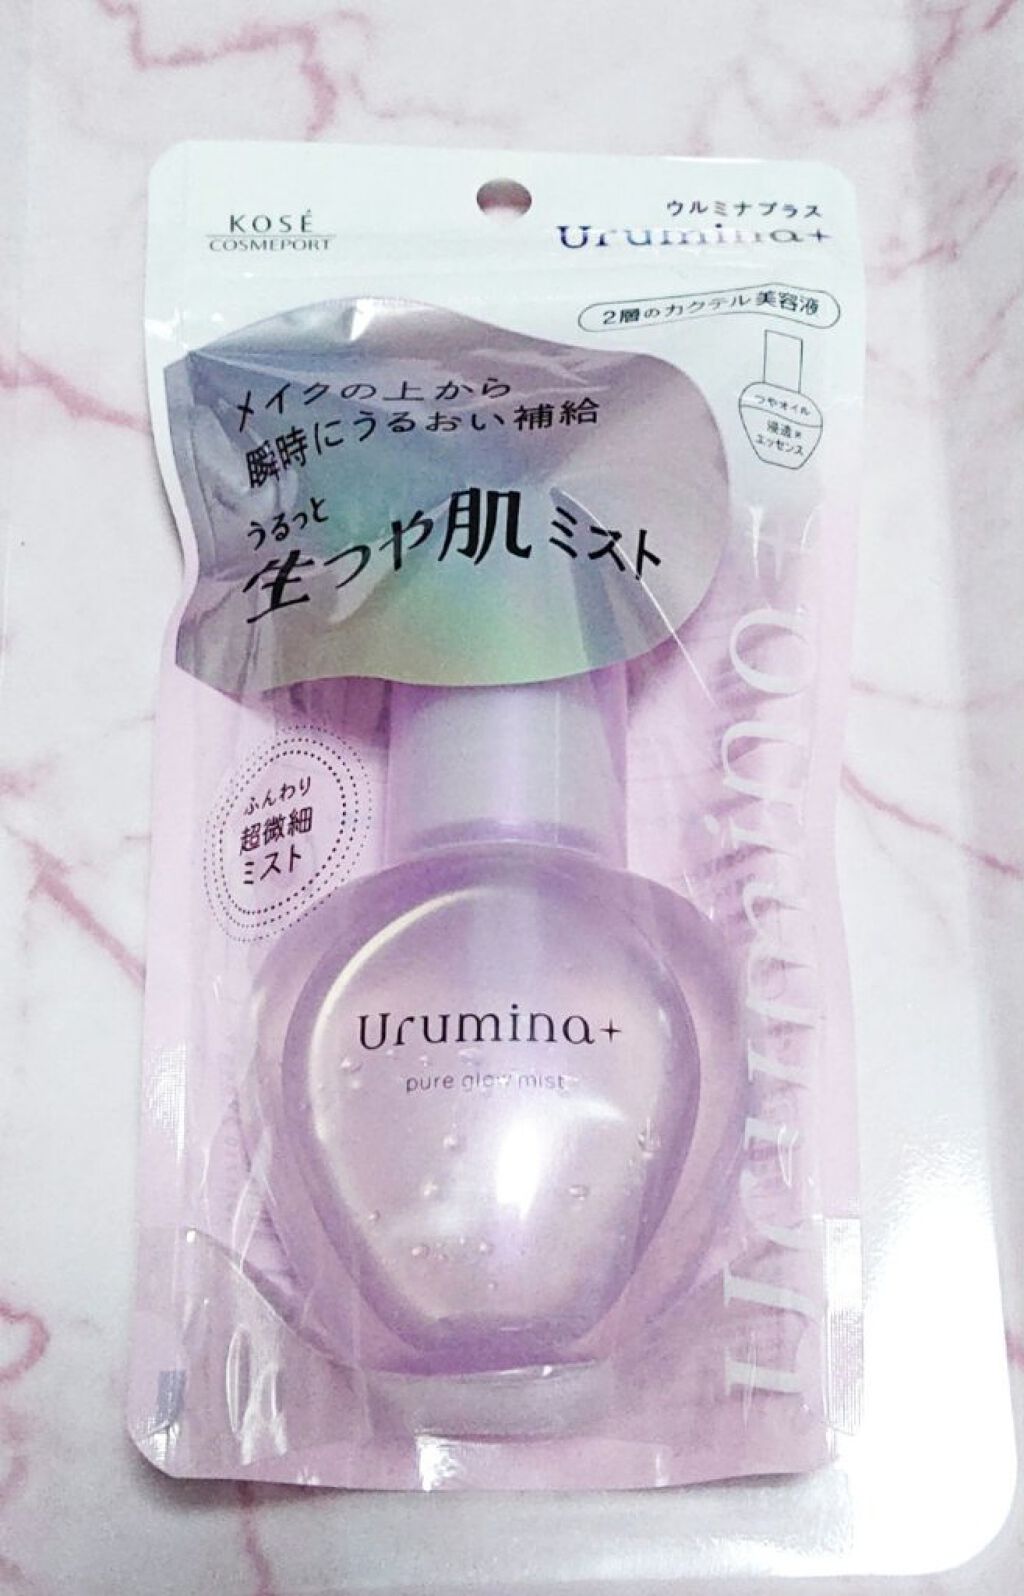 KOSÉ
COSMEPORT
ウルミナプラス
Urumina+
2層のカクテル美容液
つやオイル
浸透※
エッセンス
メイクの上から
瞬時にうるおい補給
うるっと
生つや肌ミスト
ふんわり
超微細
ミスト
Urumina+
pure glow mist
Urumina+